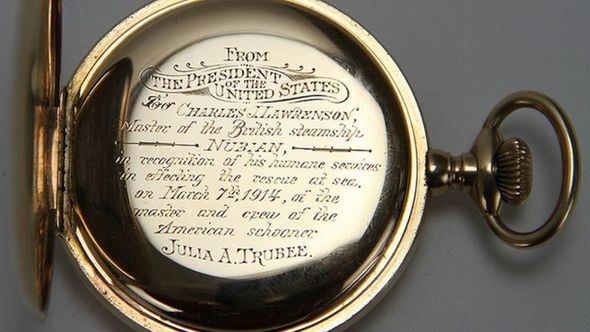 FROM
THE PRESIDENT
OF THE
UNITED STATES
To
CHARLES J. LAWRENSON,
Master of the British steamship
NUBIAN,
in recognition of his humane services
in effecting the rescue at sea,
on March 7th, 1914, of the
master and crew of the
American schooner
JULIA A. TRUBEE.